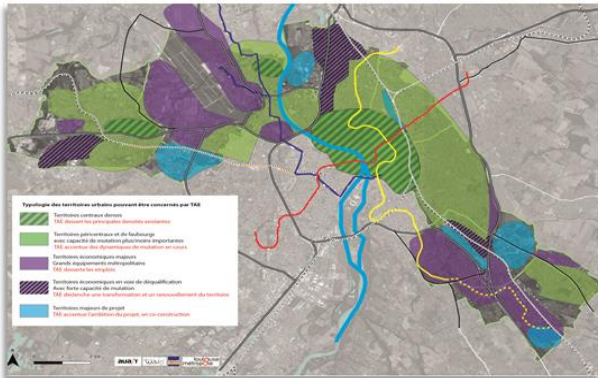 Typologie des territoires urbains pouvant être concernés par TAE
Territoires centraux denses
TAE dessert les principales densités existantes
Territoires péricentraux et de faubourgs
avec capacité de mutation plus/moins importantes
TAE accentue des dynamiques de mutation en cours
Territoires économiques majeurs
Grands équipements métropolitains
TAE desserte les emplois
Territoires économiques en voie de déqualification
Avec forte capacité de mutation
TAE déclenche une transformation et un renouvellement du territoire
Territoires majeurs de projet
TAE accentue l'ambition du projet, en co-construction
toulouse
métropole